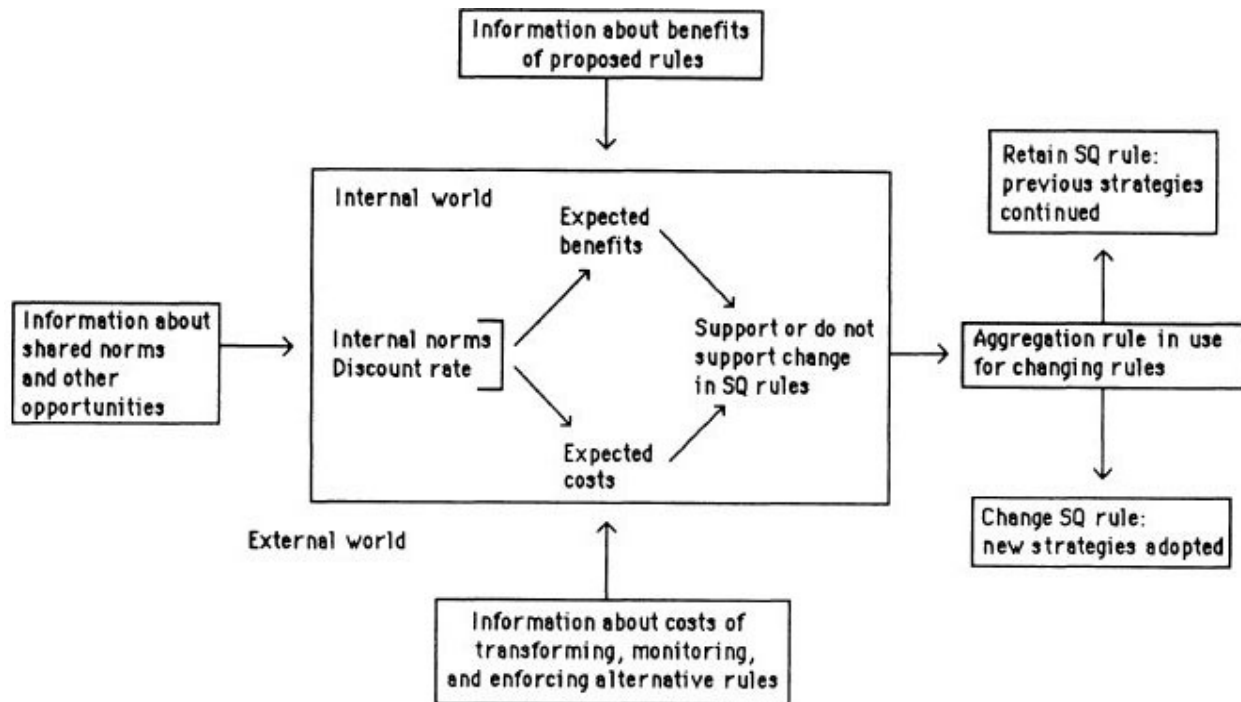 Information about benefits
of proposed rules
Retain SQ rule:
previous strategies
continued
Internal world
Expected
benefits
Information about
shared norms
and other
opportunities
Internal norms
Discount rate
Support or do not
support change
in SQ rules
Aggregation rule in use
for changing rules
Expected
costs
Change SQ rule:
new strategies adopted
External world
Information about costs of
transforming, monitoring,
and enforcing alternative rules